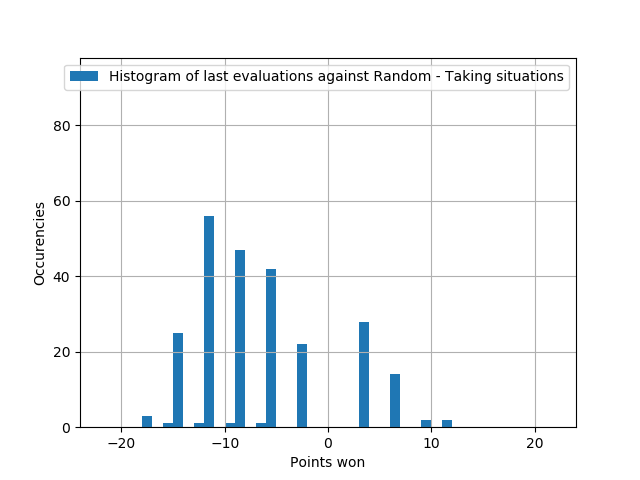 Histogram of last evaluations against Random - Taking situations
80
60
40
20
0
Occurencies
−20 −10 0 10 20
Points won